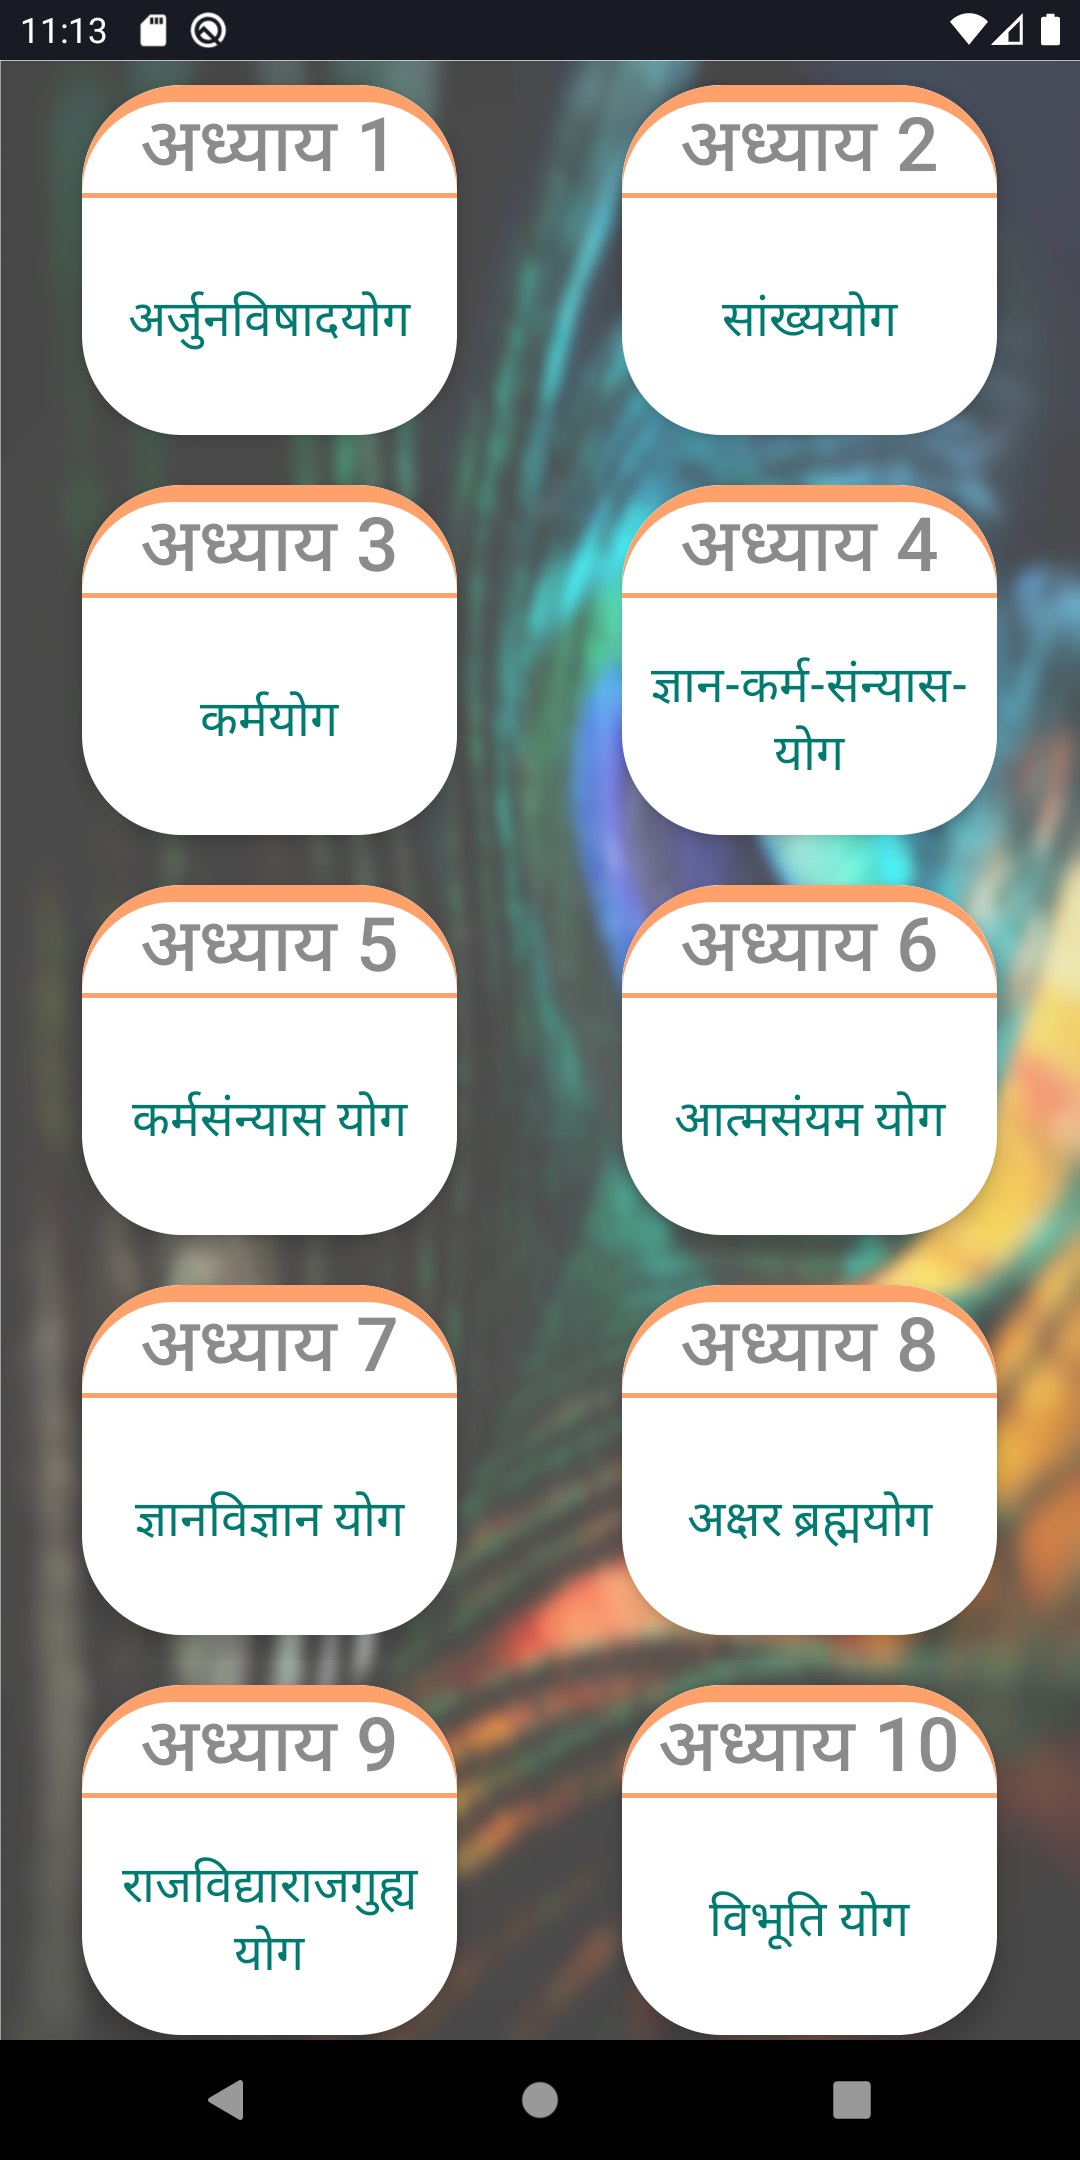 11:13
अध्याय 1
अर्जुनविषादयोग
अध्याय 2
सांख्ययोग
अध्याय 3
कर्मयोग
अध्याय 4
ज्ञान-कर्म-संन्यास-
योग
अध्याय 5
कर्मसंन्यास योग
अध्याय 6
आत्मसंयम योग
अध्याय 7
ज्ञानविज्ञान योग
अध्याय 8
अक्षर ब्रह्मयोग
अध्याय 9
राजविद्याराजगुह्य
योग
अध्याय 10
विभूति योग